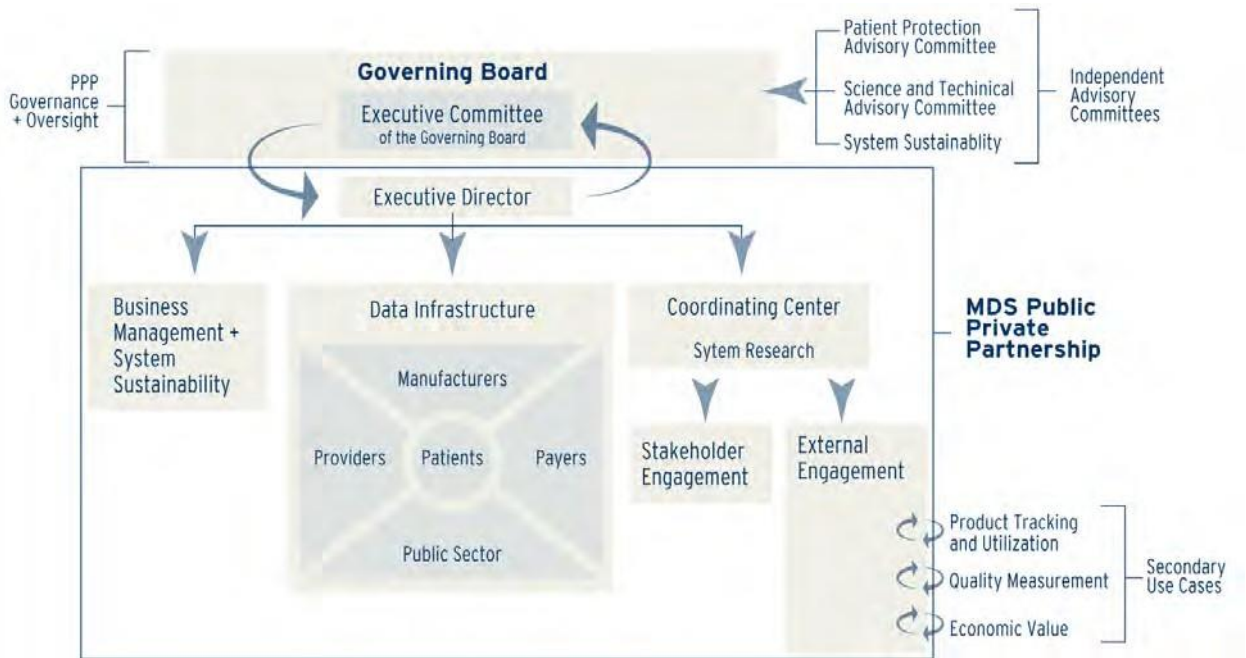 PPP
Governance
+ Oversight
Governing Board
Executive Committee
of the Governing Board
Patient Protection
Advisory Committee
Science and Techinical
Advisory Committee
System Sustainablity
Independent
Advisory
Committees
Executive Director
Business
Management +
System
Sustainability
Data Infrastructure
Manufacturers
Providers
Patients
Payers
Public Sector
Coordinating Center
Sytem Research
Stakeholder
Engagement
External
Engagement
MDS Public
Private
Partnership
Product Tracking
and Utilization
Quality Measurement
Economic Value
Secondary
Use Cases